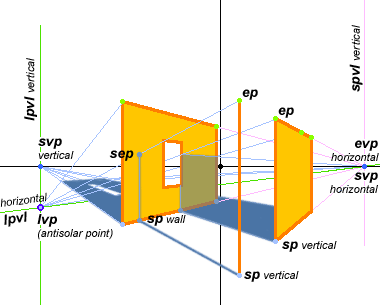 lpvl vertical
spvl vertical
ep
ep
svp
vertical
sep
evp
horizontal
svp
horizontal
horizontal
lpvl
lvp
(antisolar point)
sp wall
sp vertical
sp vertical